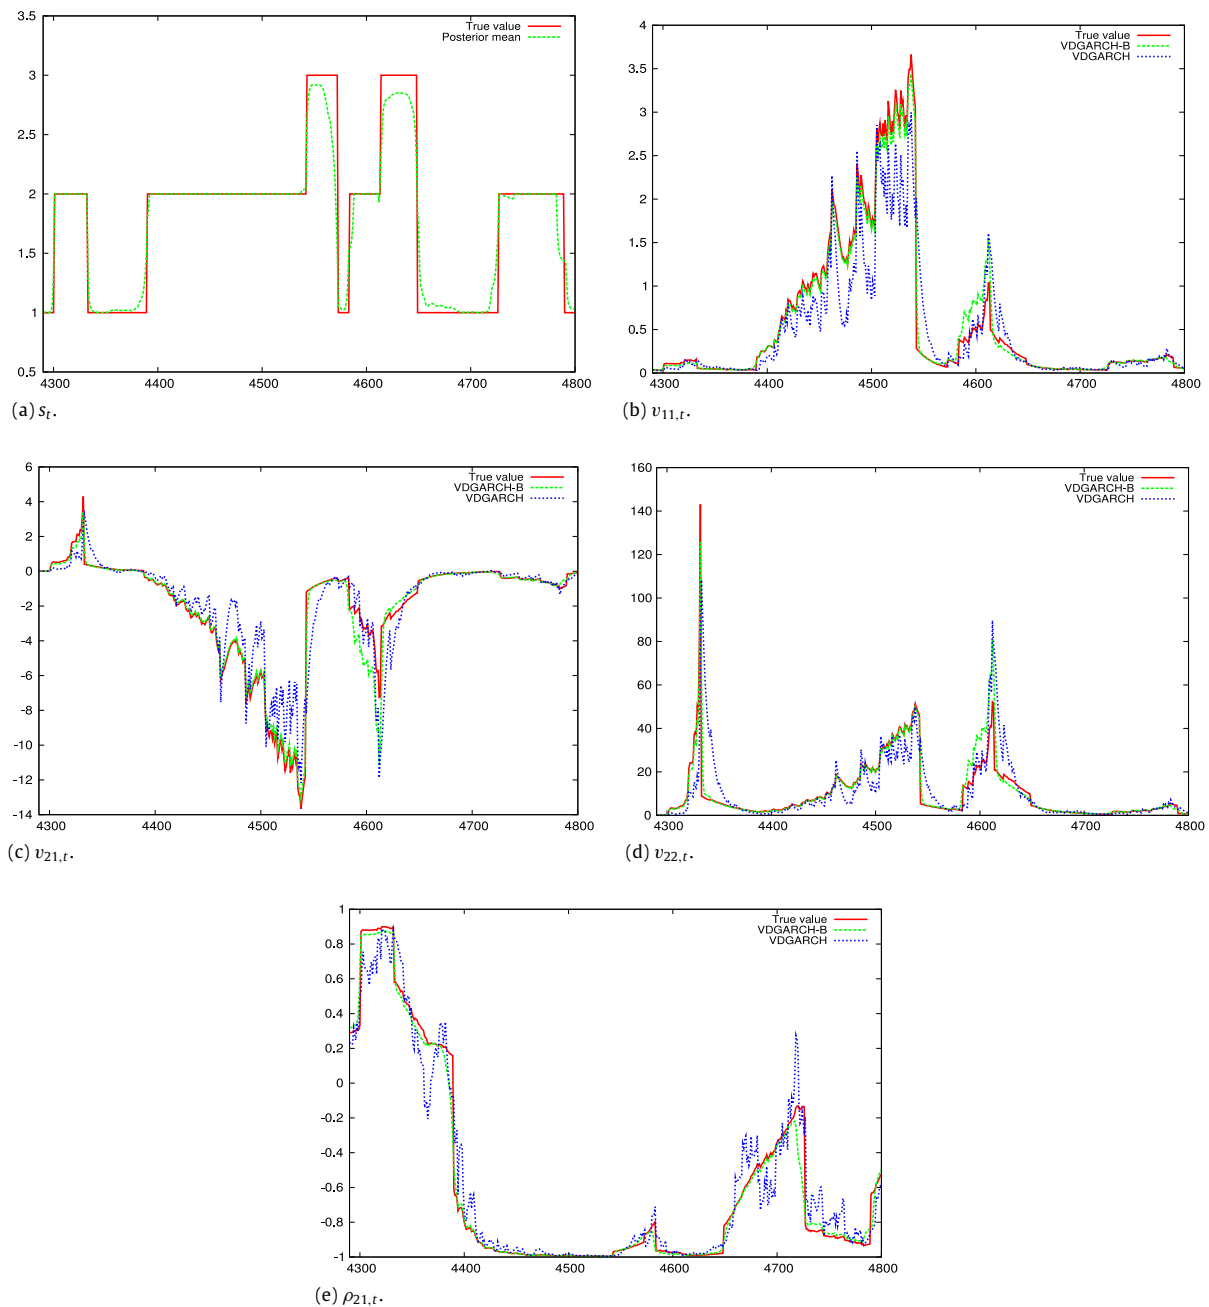 3.5
3
2.5
2
1.5
1
0.5
4300 4400 4500 4600 4700 4800
True value
Posterior mean
(a) s_t.
4
3.5
3
2.5
2
1.5
1
0.5
0
4300 4400 4500 4600 4700 4800
True value
VDGARCH-B
VDGARCH
(b) v_{11,t}.
6
4
2
0
-2
-4
-6
-8
-10
-12
-14
4300 4400 4500 4600 4700 4800
True value
VDGARCH-B
VDGARCH
(c) v_{21,t}.
160
140
120
100
80
60
40
20
0
4300 4400 4500 4600 4700 4800
True value
VDGARCH-B
VDGARCH
(d) v_{22,t}.
1
0.8
0.6
0.4
0.2
0
-0.2
-0.4
-0.6
-0.8
-1
4300 4400 4500 4600 4700 4800
True value
VDGARCH-B
VDGARCH
(e) ρ_{21,t}.